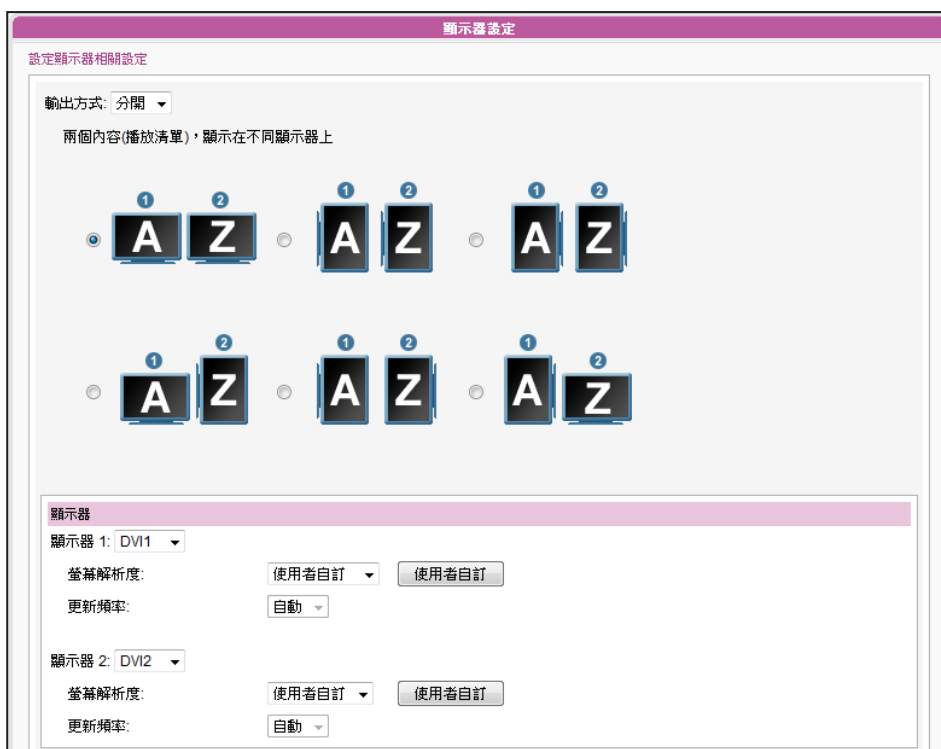 顯示器設定
設定顯示器相關設定
輸出方式: 分開
兩個內容(播放清單)，顯示在不同顯示器上
1 2 1 2 1 2
A Z A Z A Z
1 2 1 2 1 2
A Z A Z A Z
顯示器
顯示器 1: DVI1
螢幕解析度: 使用者自訂 使用者自訂
更新頻率: 自動
顯示器 2: DVI2
螢幕解析度: 使用者自訂 使用者自訂
更新頻率: 自動